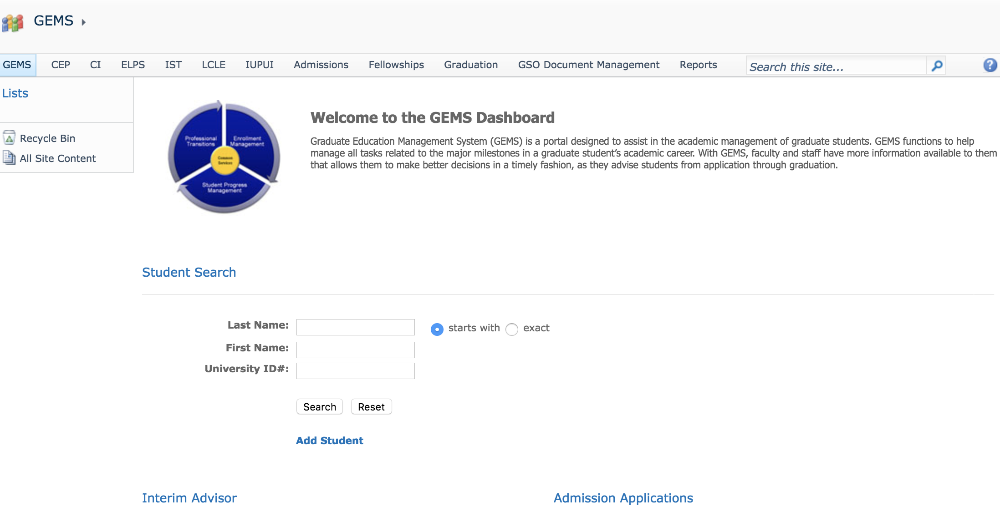 GEMS
GEMS CEP CI ELPS IST LCLE IUPUI Admissions Fellowships Graduation GSO Document Management Reports Search this site...
Lists
Recycle Bin
All Site Content
Professional Transitions
Enrollment Management
Common Services
Student Progress Management
Welcome to the GEMS Dashboard
Graduate Education Management System (GEMS) is a portal designed to assist in the academic management of graduate students. GEMS functions to help
manage all tasks related to the major milestones in a graduate student’s academic career. With GEMS, faculty and staff have more information available to them
that allows them to make better decisions in a timely fashion, as they advise students from application through graduation.
Student Search
Last Name: starts with exact
First Name:
University ID#:
Search Reset
Add Student
Interim Advisor Admission Applications